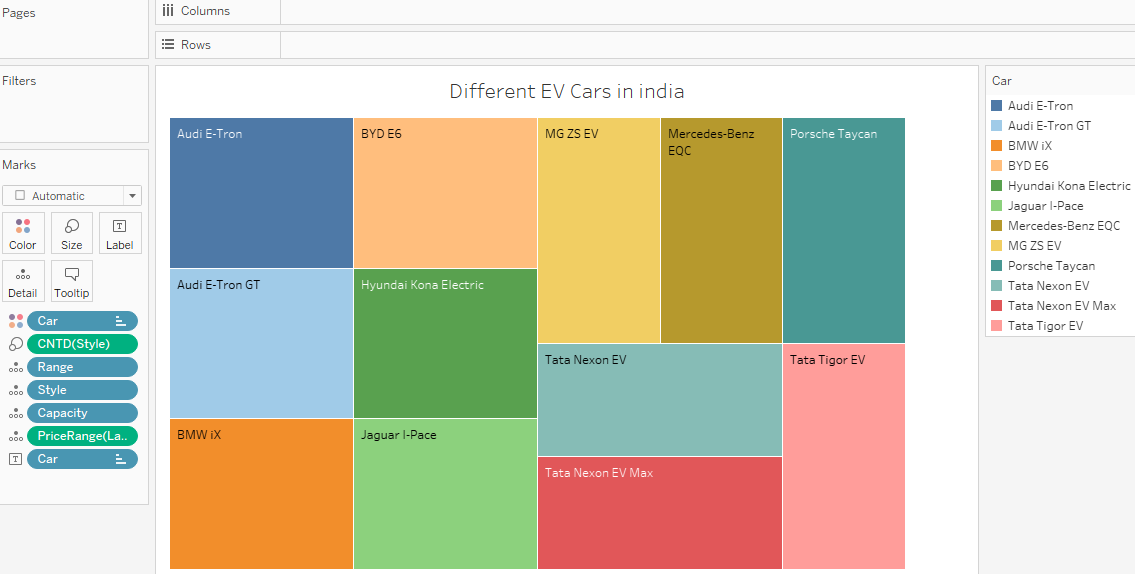 Pages
Columns
Rows
Filters
Marks
Automatic
Color
Size
Label
Detail
Tooltip
Car
CNTD(Style)
Range
Style
Capacity
PriceRange(La..
Car
Different EV Cars in india
Audi E-Tron
BYD E6
MG ZS EV
Mercedes-Benz
EQC
Porsche Taycan
Audi E-Tron GT
Hyundai Kona Electric
Tata Nexon EV
Tata Tigor EV
BMW iX
Jaguar I-Pace
Tata Nexon EV Max
Car
Audi E-Tron
Audi E-Tron GT
BMW iX
BYD E6
Hyundai Kona Electric
Jaguar I-Pace
Mercedes-Benz EQC
MG ZS EV
Porsche Taycan
Tata Nexon EV
Tata Nexon EV Max
Tata Tigor EV